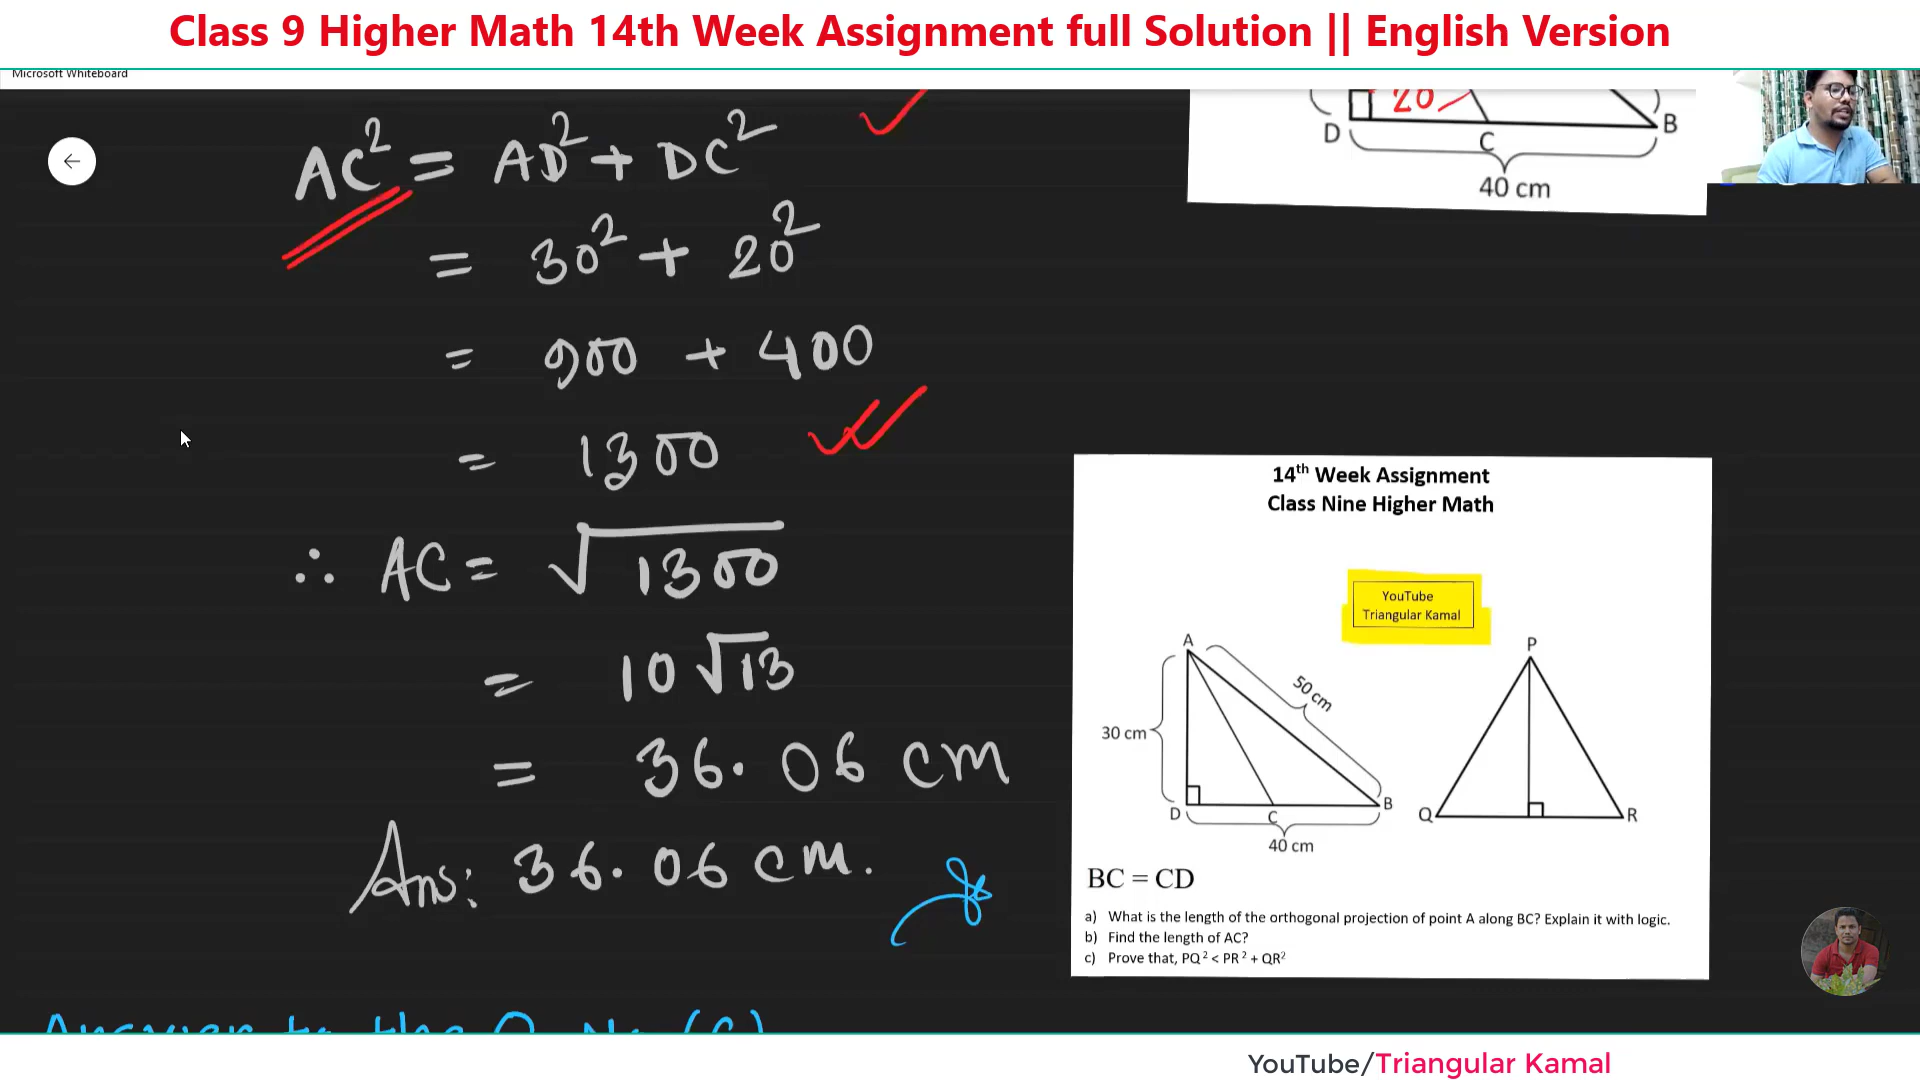 Class 9 Higher Math 14th Week Assignment full Solution || English Version
Microsoft Whiteboard
AC² = AD² + DC²
= 30² + 20²
= 900 + 400
= 1300
∴ AC = √1300
= 10√13
= 36.06 cm
Ans: 36.06 cm.
Answer to the Q. No (C)
20
D
C
B
40 cm
14th Week Assignment
Class Nine Higher Math
YouTube
Triangular Kamal
A
50 cm
30 cm
D
C
B
40 cm
P
Q
R
BC = CD
a) What is the length of the orthogonal projection of point A along BC? Explain it with logic.
b) Find the length of AC?
c) Prove that, PQ² < PR² + QR²
YouTube/Triangular Kamal